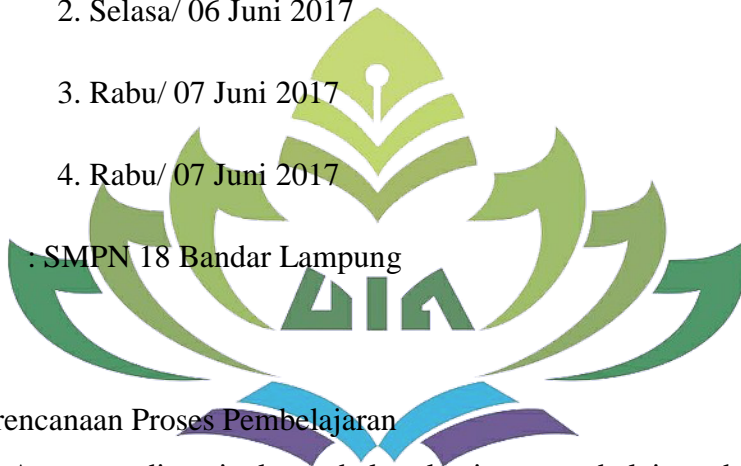 2. Selasa/ 06 Juni 2017
3. Rabu/ 07 Juni 2017
4. Rabu/ 07 Juni 2017
: SMPN 18 Bandar Lampung
UIN
rencanaan Proses Pembelajaran